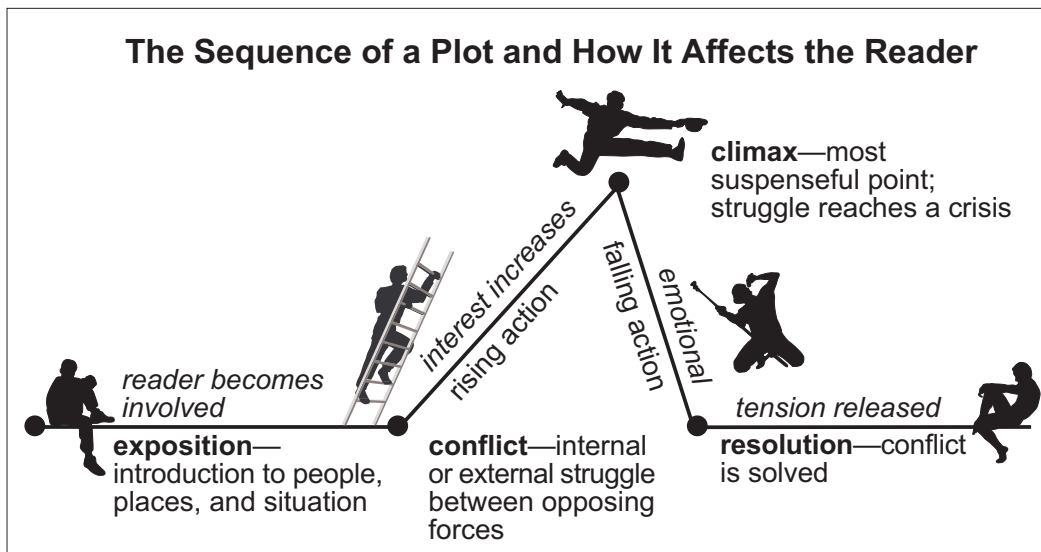 The Sequence of a Plot and How It Affects the Reader
reader becomes
involved
exposition—
introduction to people,
places, and situation
interest increases
rising action
conflict—internal
or external struggle
between opposing
forces
climax—most
suspenseful point;
struggle reaches a crisis
falling action
emotional
tension released
resolution—conflict
is solved